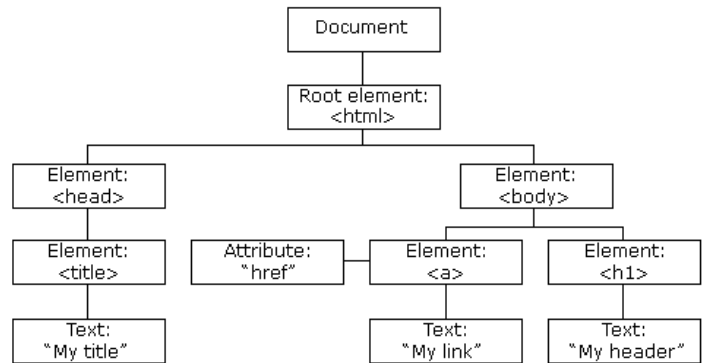 Document
Root element:
<html>
Element:
<head>
Element:
<body>
Element:
<title>
Attribute:
“href”
Element:
<a>
Element:
<h1>
Text:
“My title”
Text:
“My link”
Text:
“My header”